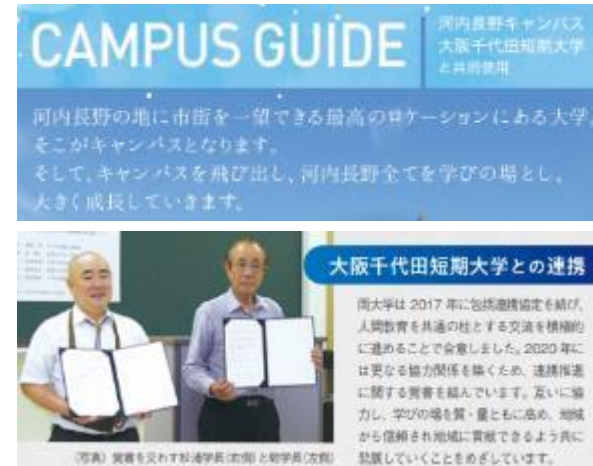 CAMPUS GUIDE
河内長野キャンパス
大阪千代田短期大学
と共同使用
河内長野の地に市街を一望できる最高のロケーションにある大学。
そこがキャンパスとなります。
そして、キャンパスを飛び出し、河内長野全てを学びの場とし、
大きく成長していきます。
大阪千代田短期大学との連携
両大学は 2017 年に包括連携協定を結び、
人間教育を共通の柱とする交流を積極的
に進めることで合意しました。2020 年に
は更なる協力関係を築くため、連携推進
に関する覚書を結んでいます。互いに協
力し、学びの場を質・量ともに高め、地域
から信頼され地域に貢献できるよう共に
発展していくことをめざしています。
(写真) 覚書を交わす松浦学長(右側)と 学長(左側)